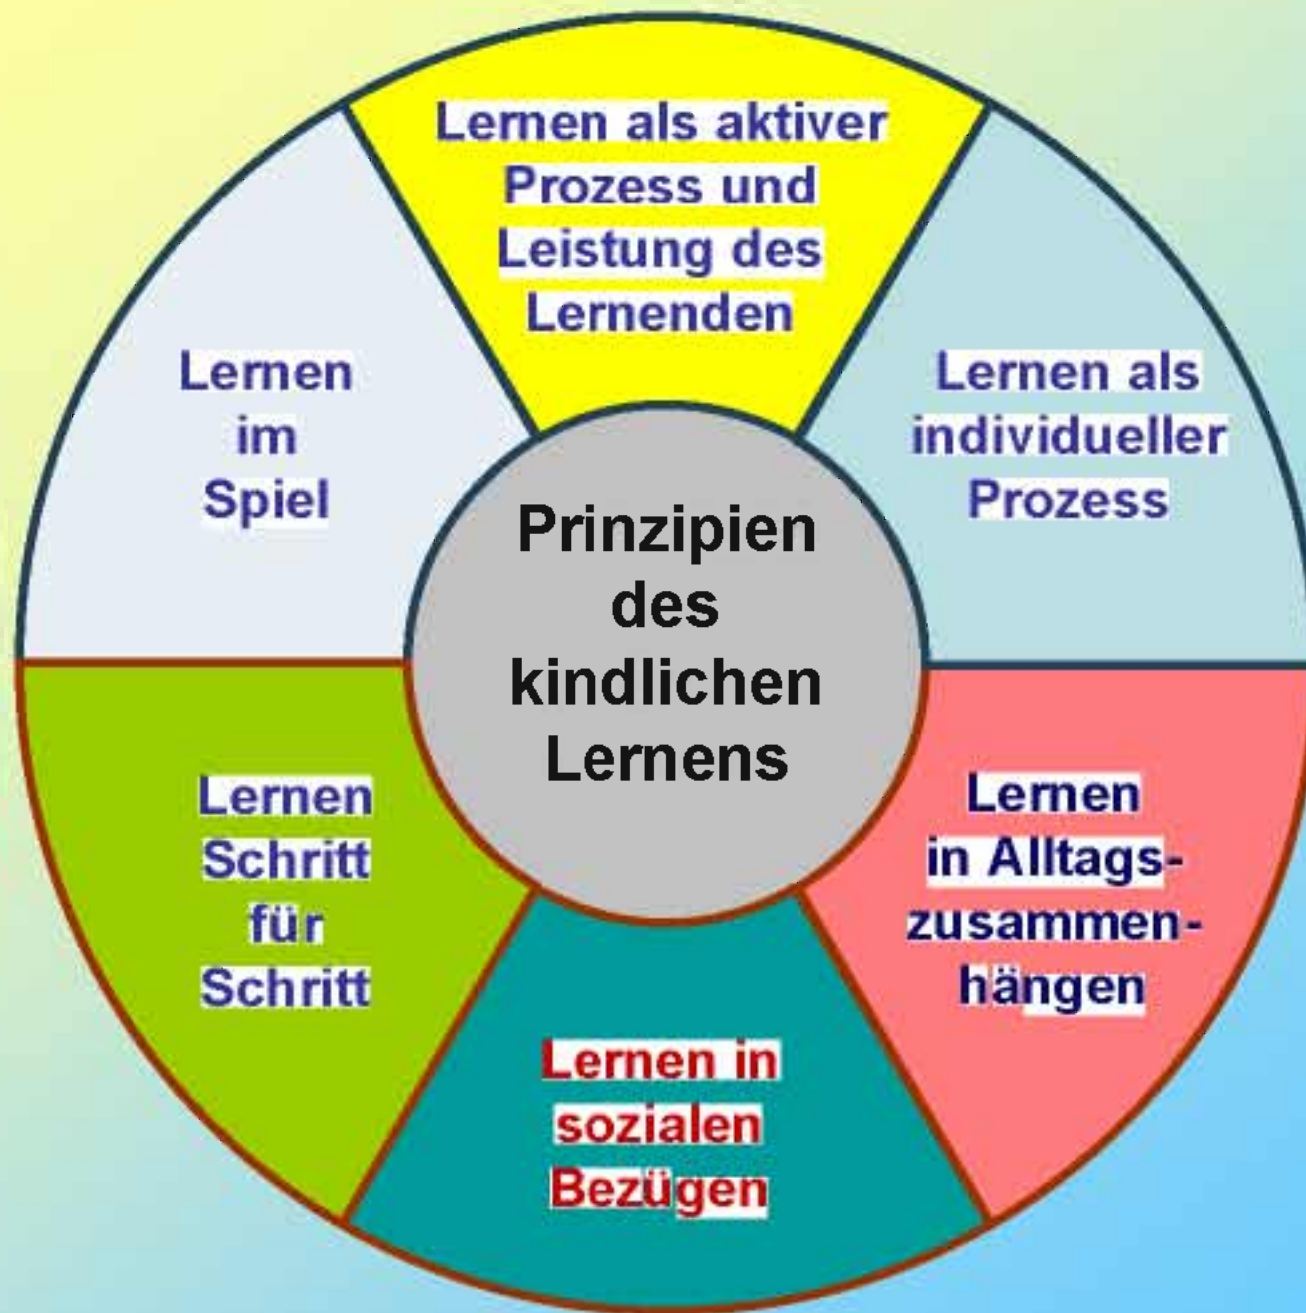 Lernen als aktiver
Prozess und
Leistung des
Lernenden
Lernen als
individueller
Prozess
Lernen
in Alltags-
zusammen-
hängen
Lernen in
sozialen
Bezügen
Lernen
Schritt
für
Schritt
Lernen
im
Spiel
Prinzipien
des
kindlichen
Lernens